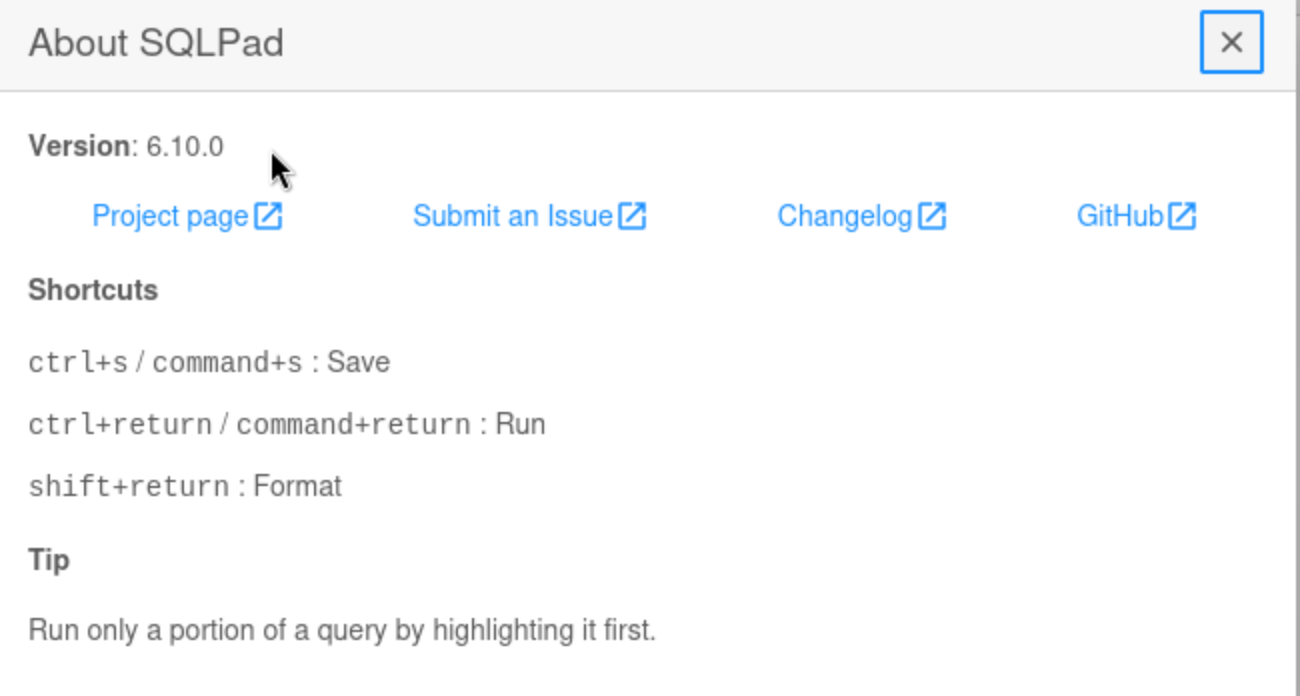 About SQLPad
Version: 6.10.0
Project page Submit an Issue Changelog GitHub
Shortcuts
ctrl+s / command+s : Save
ctrl+return / command+return : Run
shift+return : Format
Tip
Run only a portion of a query by highlighting it first.